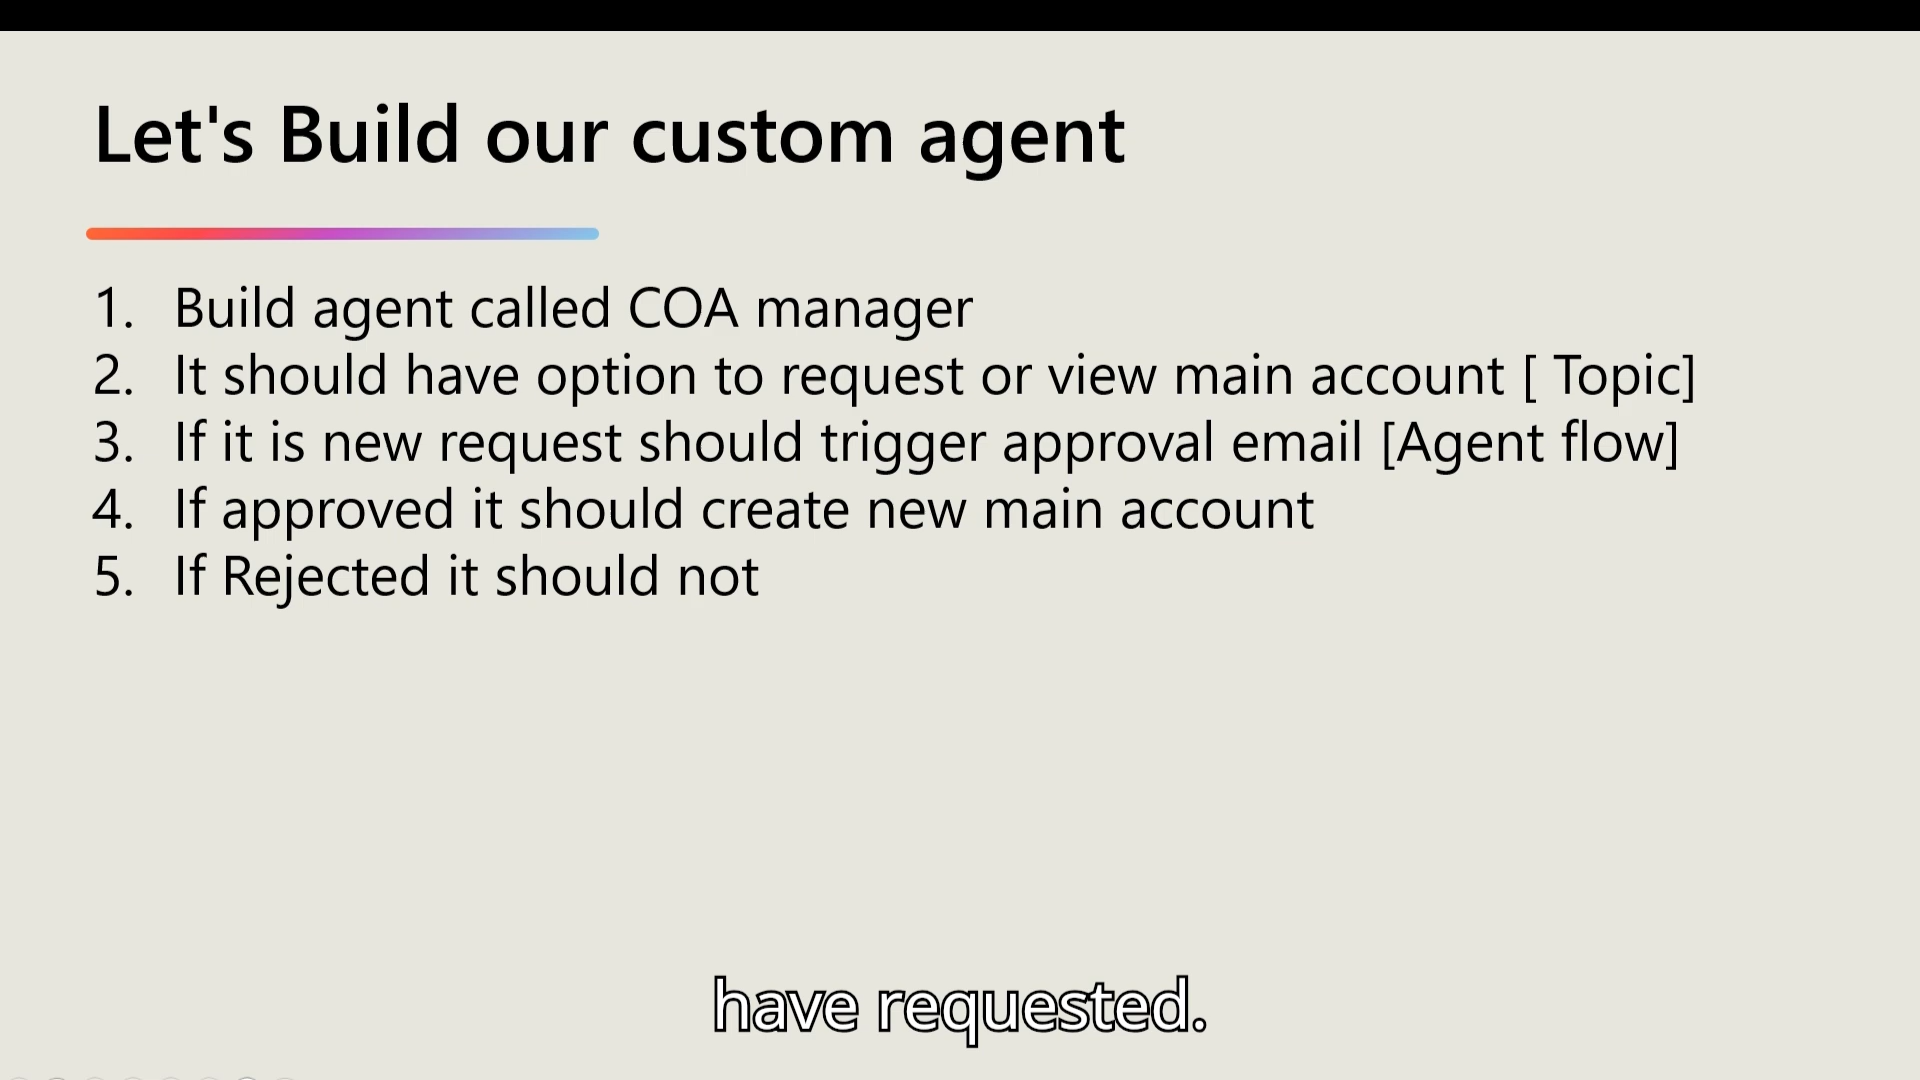 Let's Build our custom agent
1. Build agent called COA manager
2. It should have option to request or view main account [ Topic]
3. If it is new request should trigger approval email [Agent flow]
4. If approved it should create new main account
5. If Rejected it should not
have requested.